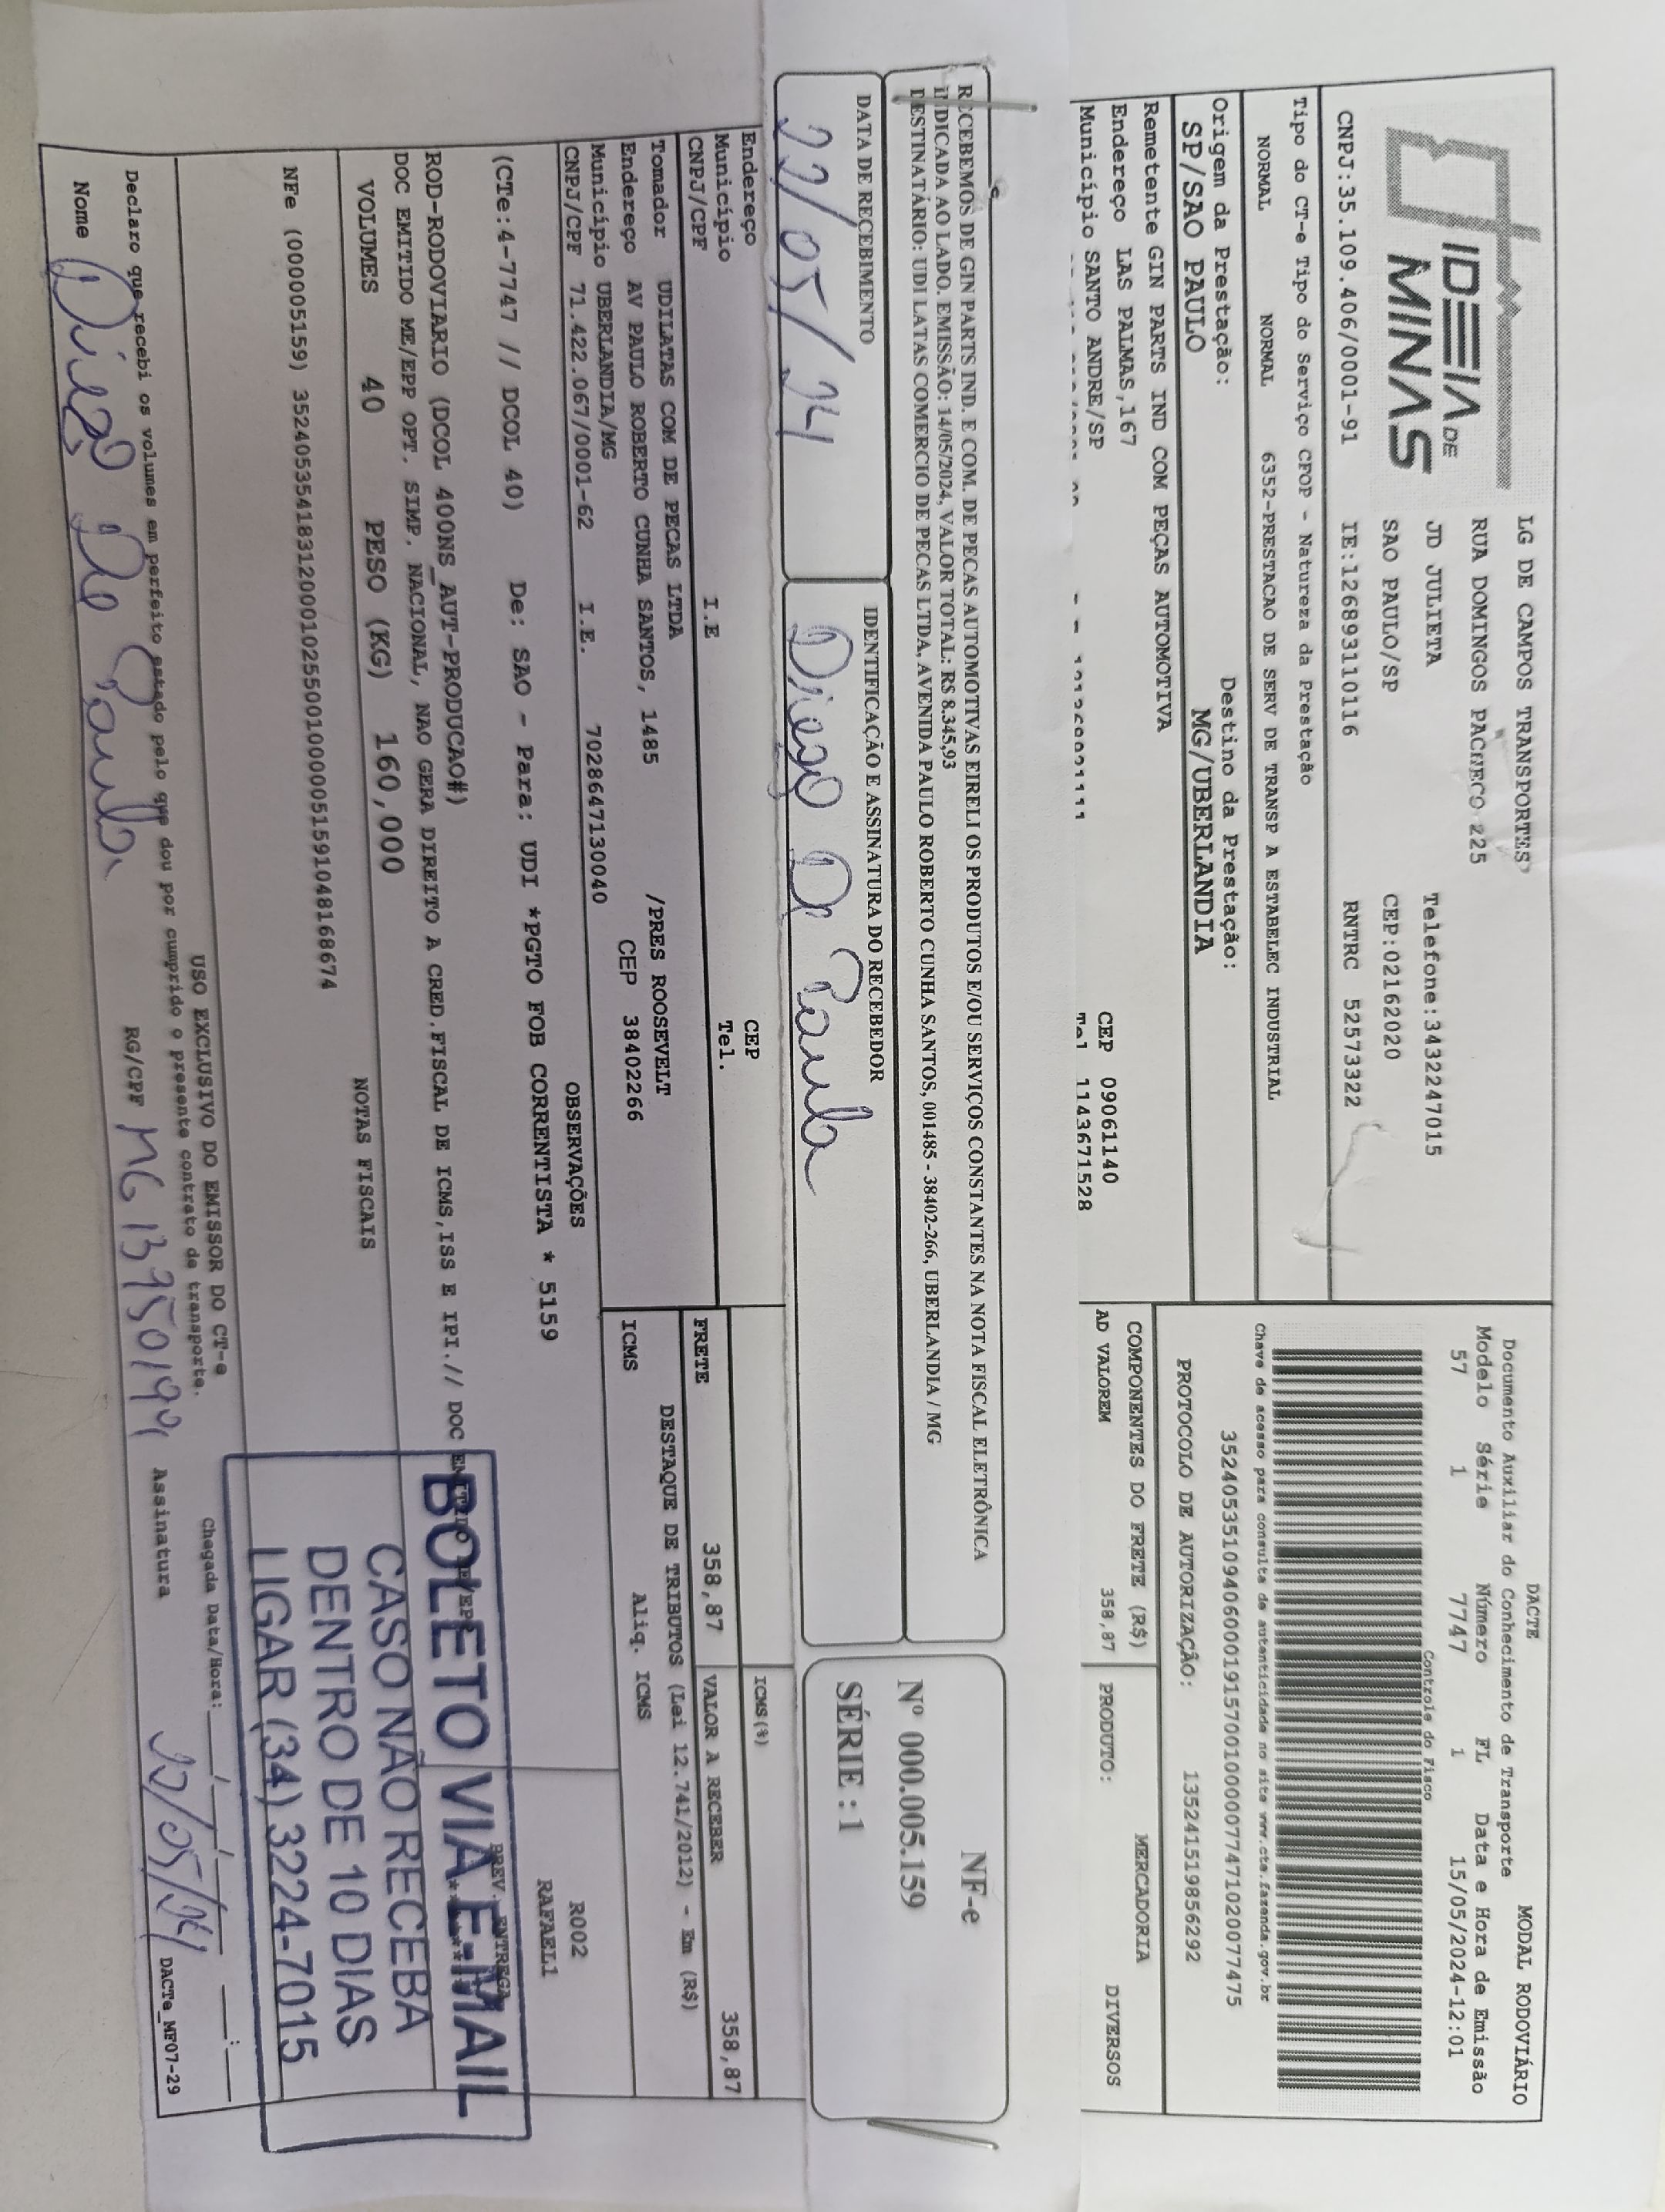 IDEIA DE
MINAS
LG DE CAMPOS TRANSPORTES
RUA DOMINGOS PACHECO 225
JD JULIETA Telefone:3432247015
SAO PAULO/SP CEP:02162020
CNPJ:35.109.406/0001-91 IE:126893110116 RNTRC 52573322
Tipo do CT-e Tipo do Serviço CFOP - Natureza da Prestação
NORMAL NORMAL 6352-PRESTACAO DE SERV DE TRANSP A ESTABELEC INDUSTRIAL
Origem da Prestação: Destino da Prestação:
SP/SAO PAULO MG/UBERLANDIA
Remetente GIN PARTS IND COM PEÇAS AUTOMOTIVA
Endereço LAS PALMAS,167 CEP 09061140
Município SANTO ANDRE/SP Tel 1143671528
DACTE MODAL RODOVIÁRIO
Documento Auxiliar do Conhecimento de Transporte
Modelo Série Número FL Data e Hora de Emissão
57 1 7747 1 15/05/2024-12:01
Controle do Fisco
Chave de acesso para consulta de autenticidade no site www.cte.fazenda.gov.br
35240535109406000191570010000077471020077475
PROTOCOLO DE AUTORIZAÇÃO: 135241519856292
COMPONENTES DO FRETE (R$) MERCADORIA
AD VALOREM 358,87 PRODUTO: DIVERSOS
RECEBEMOS DE GIN PARTS IND. E COM. DE PECAS AUTOMOTIVAS EIRELI OS PRODUTOS E/OU SERVIÇOS CONSTANTES NA NOTA FISCAL ELETRÔNICA
INDICADA AO LADO. EMISSÃO: 14/05/2024, VALOR TOTAL: R$ 8.345,93
DESTINATÁRIO: UDI LATAS COMERCIO DE PECAS LTDA, AVENIDA PAULO ROBERTO CUNHA SANTOS, 001485 - 38402-266, UBERLANDIA / MG
DATA DE RECEBIMENTO IDENTIFICAÇÃO E ASSINATURA DO RECEBEDOR
22/05/24 Diego De Paula
NF-e
Nº 000.005.159
SÉRIE : 1
Endereço CEP
Município Tel.
CNPJ/CPF I.E
ICMS(%)
FRETE 358,87 VALOR A RECEBER 358,87
Tomador UDILATAS COM DE PECAS LTDA
Endereço AV PAULO ROBERTO CUNHA SANTOS, 1485 /PRES ROOSEVELT
Município UBERLANDIA/MG CEP 38402266
CNPJ/CPF 71.422.067/0001-62 I.E. 7028647130040
DESTAQUE DE TRIBUTOS (Lei 12.741/2012) - Em (R$)
ICMS Aliq. ICMS
OBSERVAÇÕES
R002
RAFAEL1
(CTe:4-7747 // DCOL 40) De: SAO - Para: UDI *PGTO FOB CORRENTISTA * 5159
PREV. ENTREGA
ROD-RODOVIARIO (DCOL 400NS_AUT-PRODUCAO#)
DOC EMITIDO ME/EPP OPT. SIMP. NACIONAL, NAO GERA DIREITO A CRED.FISCAL DE ICMS,ISS E IPI.// DOC EMITIDO ME/EPP
VOLUMES 40 PESO (KG) 160,000
NOTAS FISCAIS
NFe (000005159) 35240535418312000102550010000051591048168674
BOLETO VIA E-MAIL
CASO NÃO RECEBA
DENTRO DE 10 DIAS
LIGAR (34) 3224-7015
USO EXCLUSIVO DO EMISSOR DO CT-e
Declaro que recebi os volumes em perfeito estado pelo que dou por cumprido o presente contrato de transporte.
Chegada Data/Hora: __/__/__ __:__
Nome Diego De Paula RG/CPF MG 13950199 Assinatura 22/05/24
DACTe_MF07-29